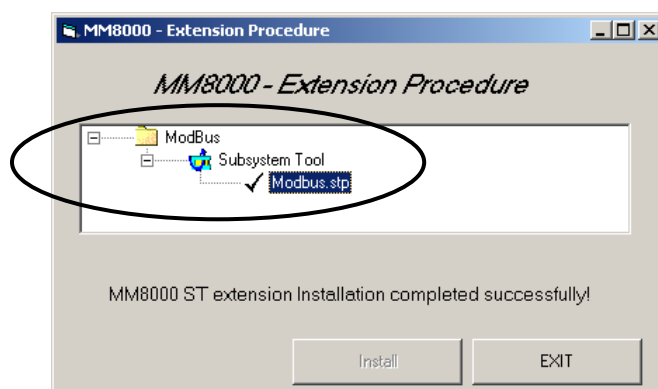 MM8000 - Extension Procedure
MM8000 - Extension Procedure
ModBus
Subsystem Tool
Modbus.stp
MM8000 ST extension Installation completed successfully!
Install
EXIT